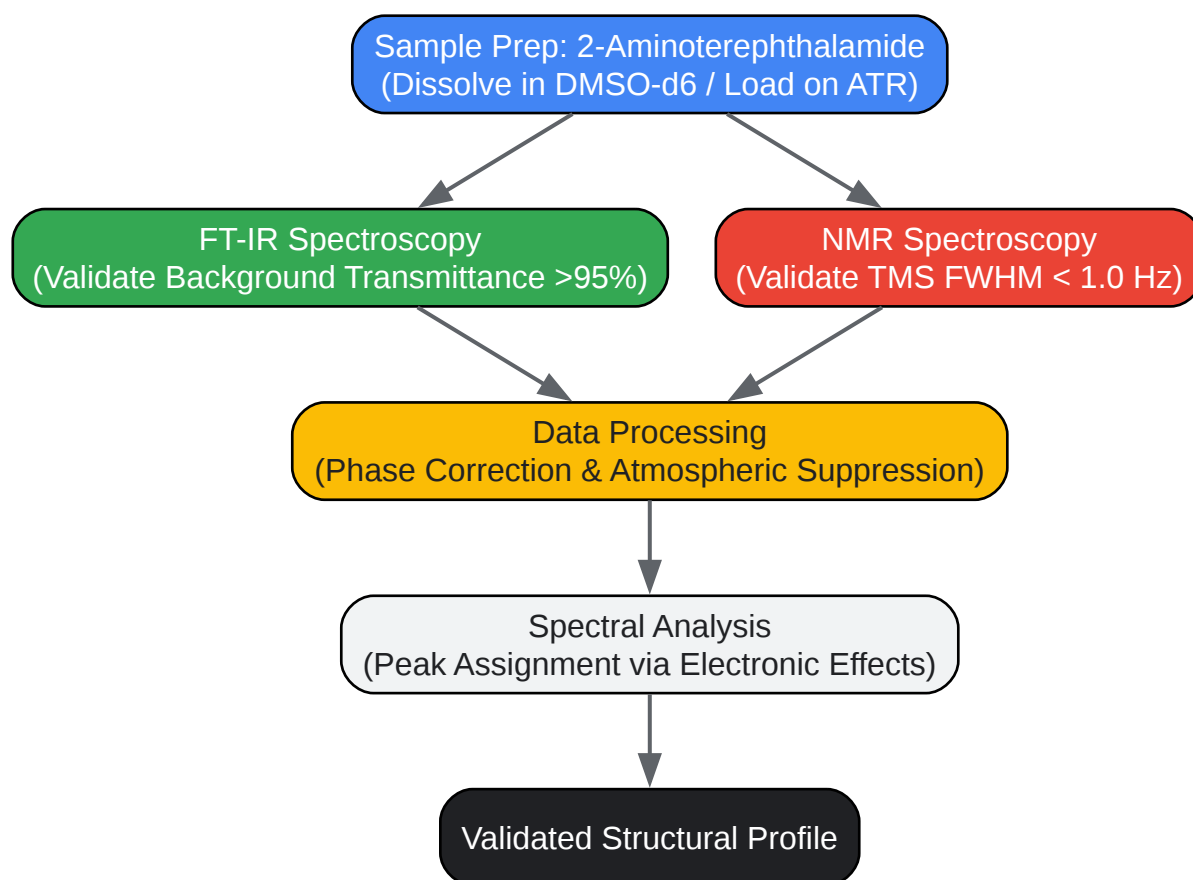 Sample Prep: 2-Aminoterephthalamide
(Dissolve in DMSO-d6 / Load on ATR)
FT-IR Spectroscopy
(Validate Background Transmittance >95%)
NMR Spectroscopy
(Validate TMS FWHM < 1.0 Hz)
Data Processing
(Phase Correction & Atmospheric Suppression)
Spectral Analysis
(Peak Assignment via Electronic Effects)
Validated Structural Profile